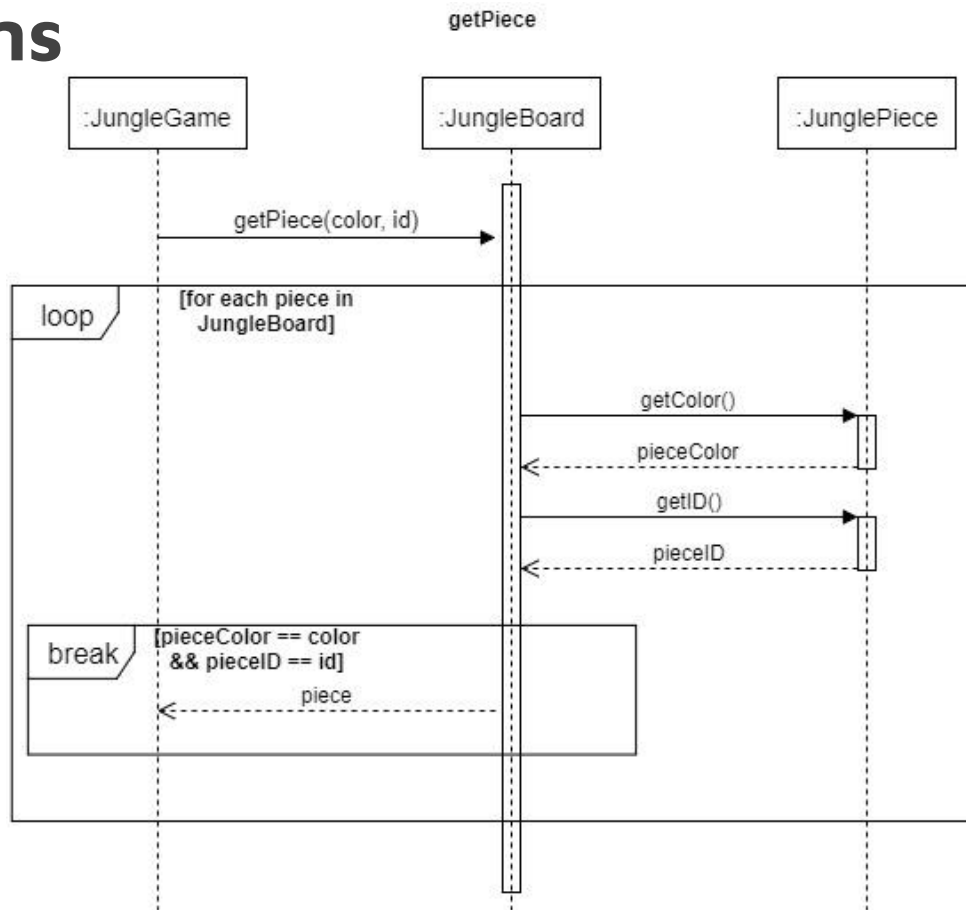 ns
getPiece
:JungleGame
:JungleBoard
:JunglePiece
getPiece(color, id)
loop
[for each piece in
JungleBoard]
getColor()
pieceColor
getID()
pieceID
break
[pieceColor == color
&& pieceID == id]
piece